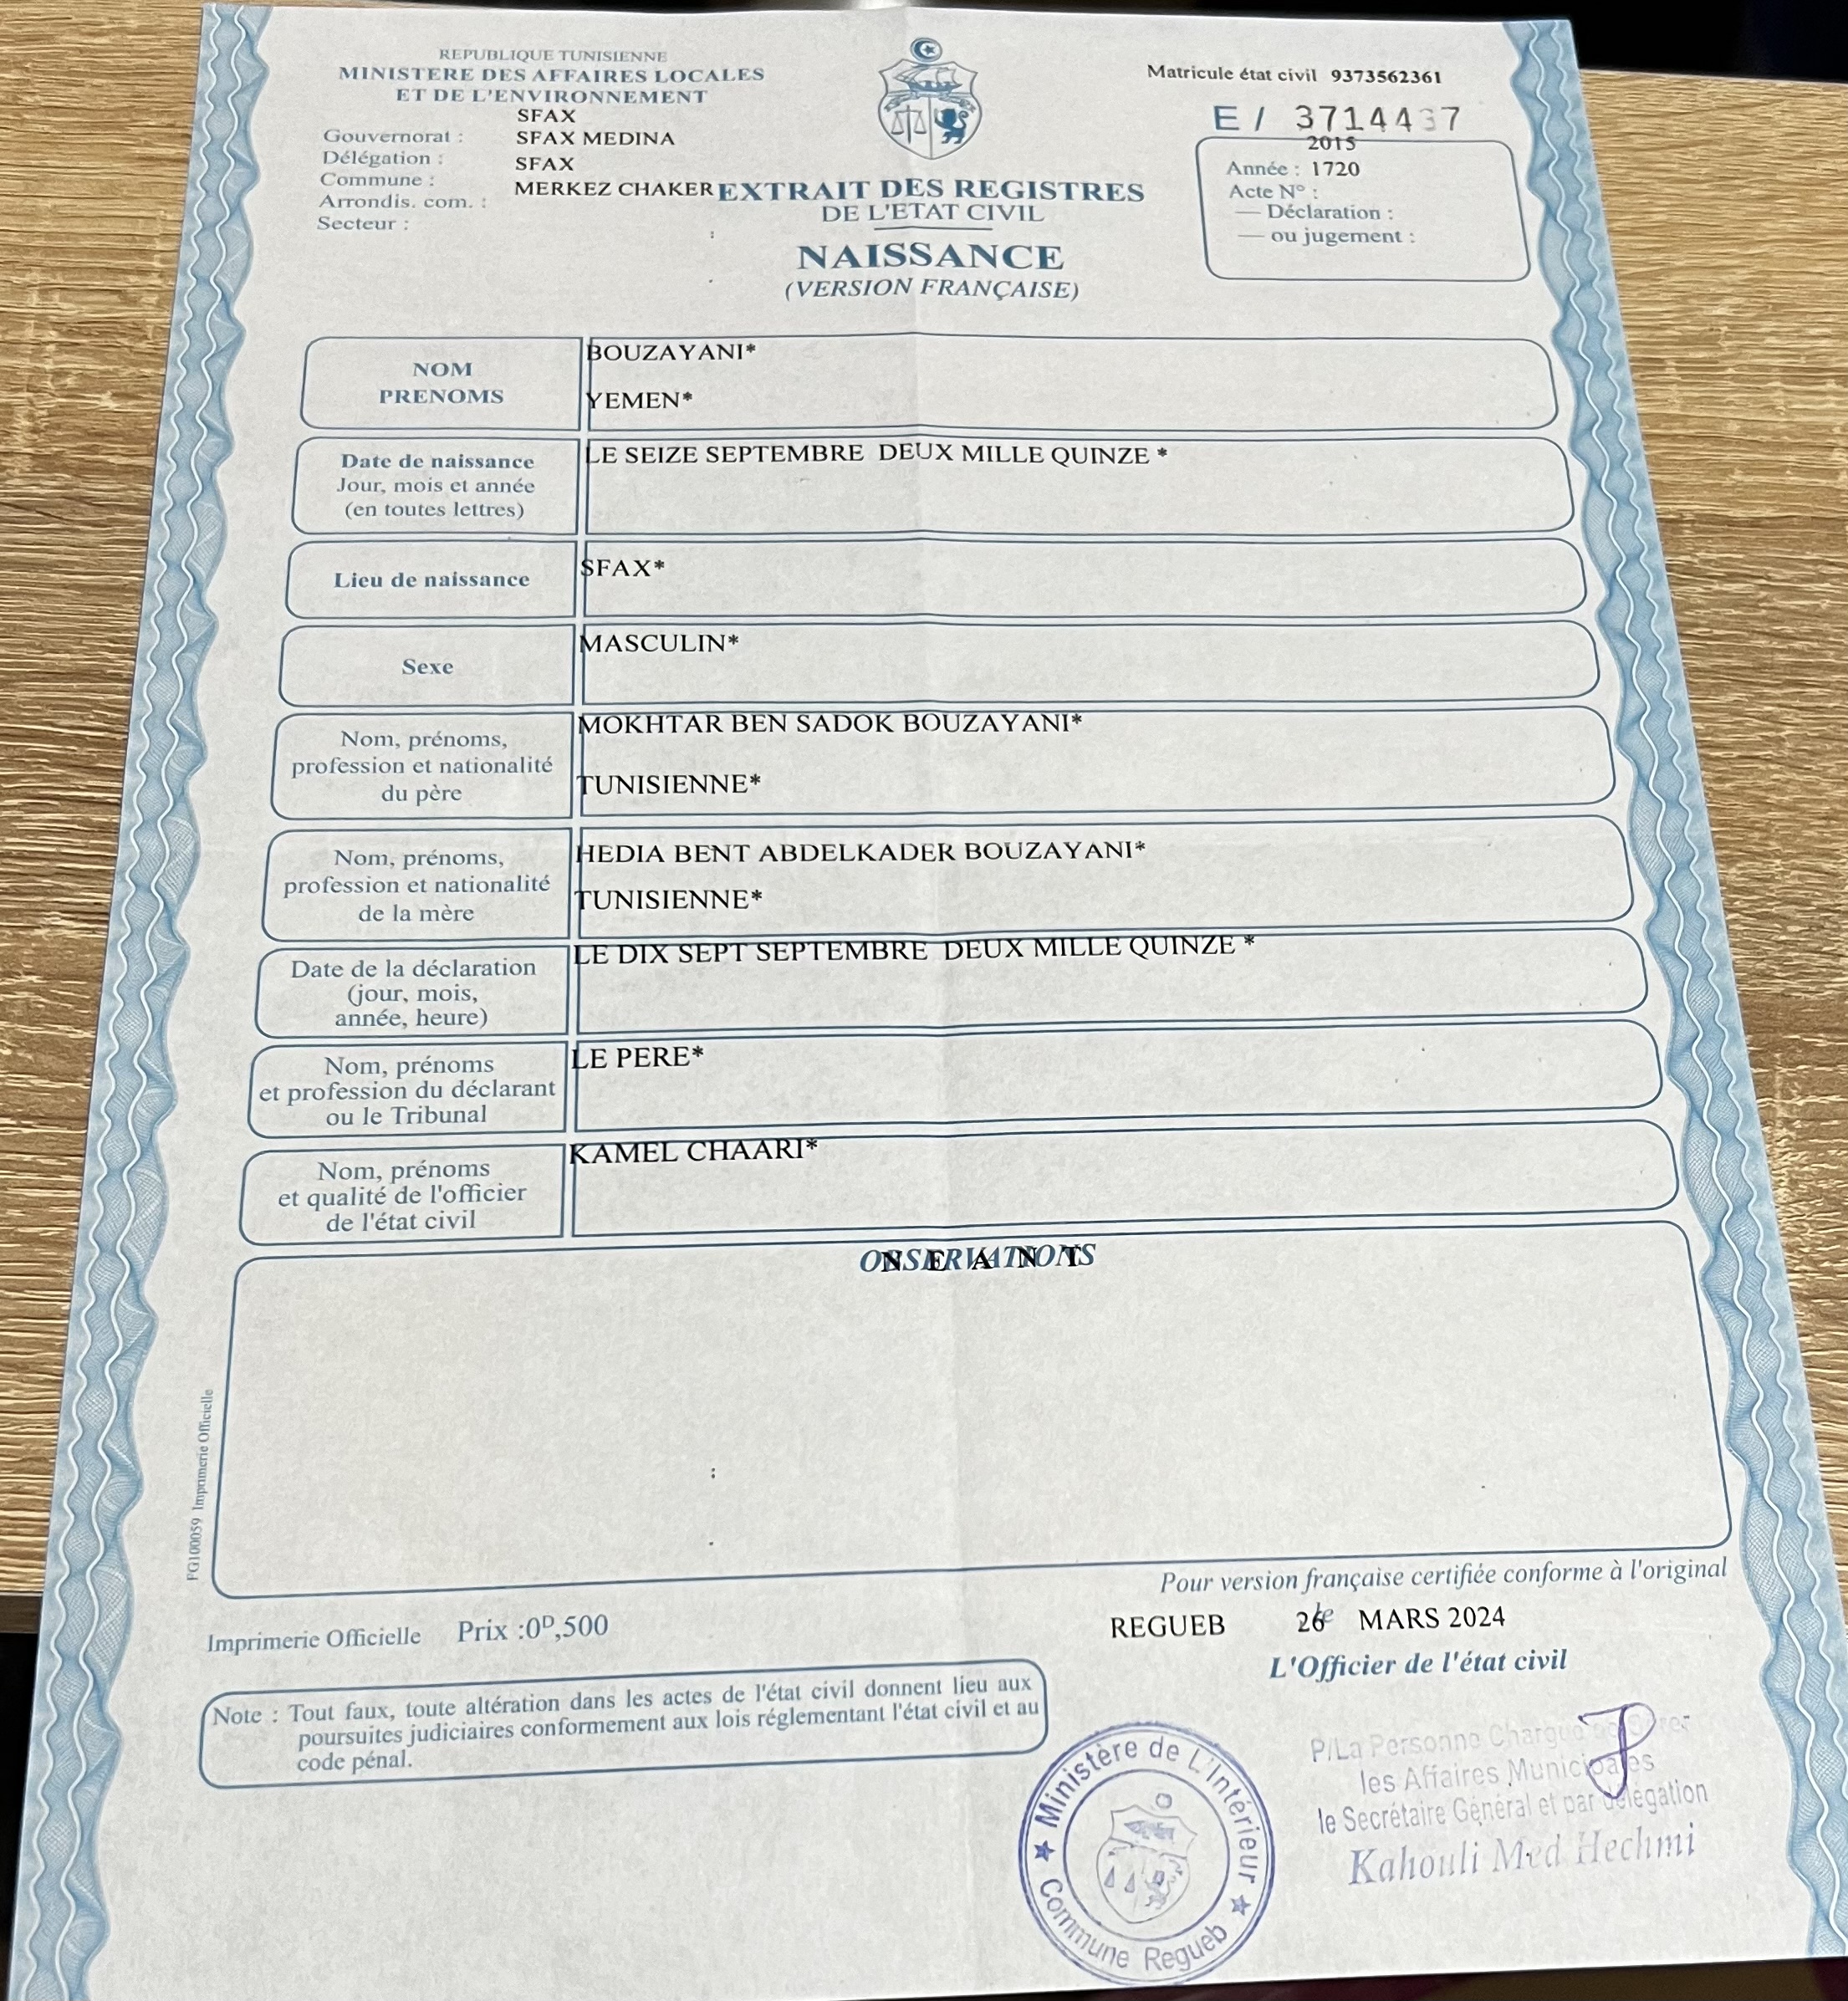 REPUBLIQUE TUNISIENNE
MINISTERE DES AFFAIRES LOCALES
ET DE L'ENVIRONNEMENT
SFAX
Gouvernorat : SFAX MEDINA
Délégation : SFAX
Commune :
Arrondis. com. : MERKEZ CHAKER
Secteur :
Matricule état civil 9373562361
E / 3714437
2015
Année : 1720
Acte N° :
— Déclaration :
— ou jugement :
EXTRAIT DES REGISTRES
DE L'ETAT CIVIL
NAISSANCE
(VERSION FRANÇAISE)
NOM
PRENOMS
BOUZAYANI*
YEMEN*
Date de naissance
Jour, mois et année
(en toutes lettres)
LE SEIZE SEPTEMBRE DEUX MILLE QUINZE *
Lieu de naissance
SFAX*
Sexe
MASCULIN*
Nom, prénoms,
profession et nationalité
du père
MOKHTAR BEN SADOK BOUZAYANI*
TUNISIENNE*
Nom, prénoms,
profession et nationalité
de la mère
HEDIA BENT ABDELKADER BOUZAYANI*
TUNISIENNE*
Date de la déclaration
(jour, mois,
année, heure)
LE DIX SEPT SEPTEMBRE DEUX MILLE QUINZE *
Nom, prénoms
et profession du déclarant
ou le Tribunal
LE PERE*
Nom, prénoms
et qualité de l'officier
de l'état civil
KAMEL CHAARI*
OBSERVATIONS
N E A N T
FG100059 Imprimerie Officielle
Pour version française certifiée conforme à l'original
REGUEB le 26 MARS 2024
L'Officier de l'état civil
Imprimerie Officielle Prix :0D,500
Note : Tout faux, toute altération dans les actes de l'état civil donnent lieu aux
poursuites judiciaires conformement aux lois réglementant l'état civil et au
code pénal.
Ministère de L'Intérieur
Commune Regueb
P/La Personne Chargée
les Affaires Municipales
le Secrétaire Général et par délégation
Kahouli Med Hechmi